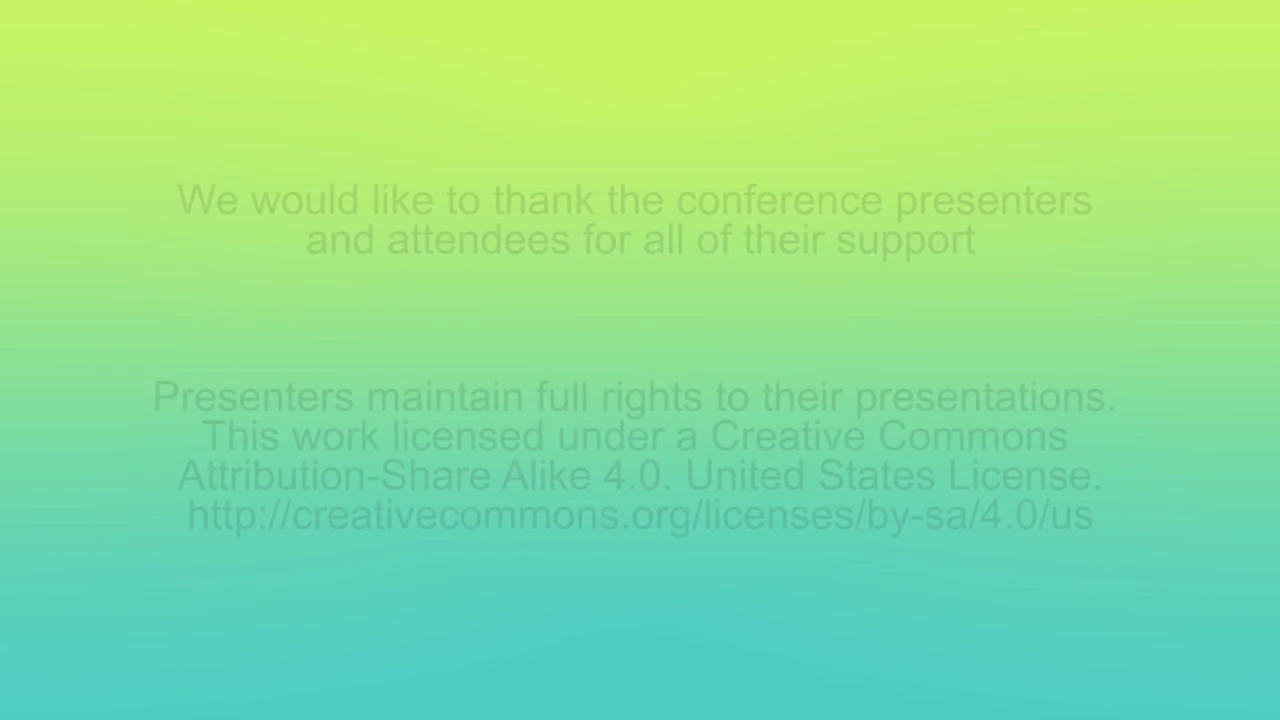 We would like to thank the conference presenters
and attendees for all of their support
Presenters maintain full rights to their presentations.
This work licensed under a Creative Commons
Attribution-Share Alike 4.0. United States License.
http://creativecommons.org/licenses/by-sa/4.0/us